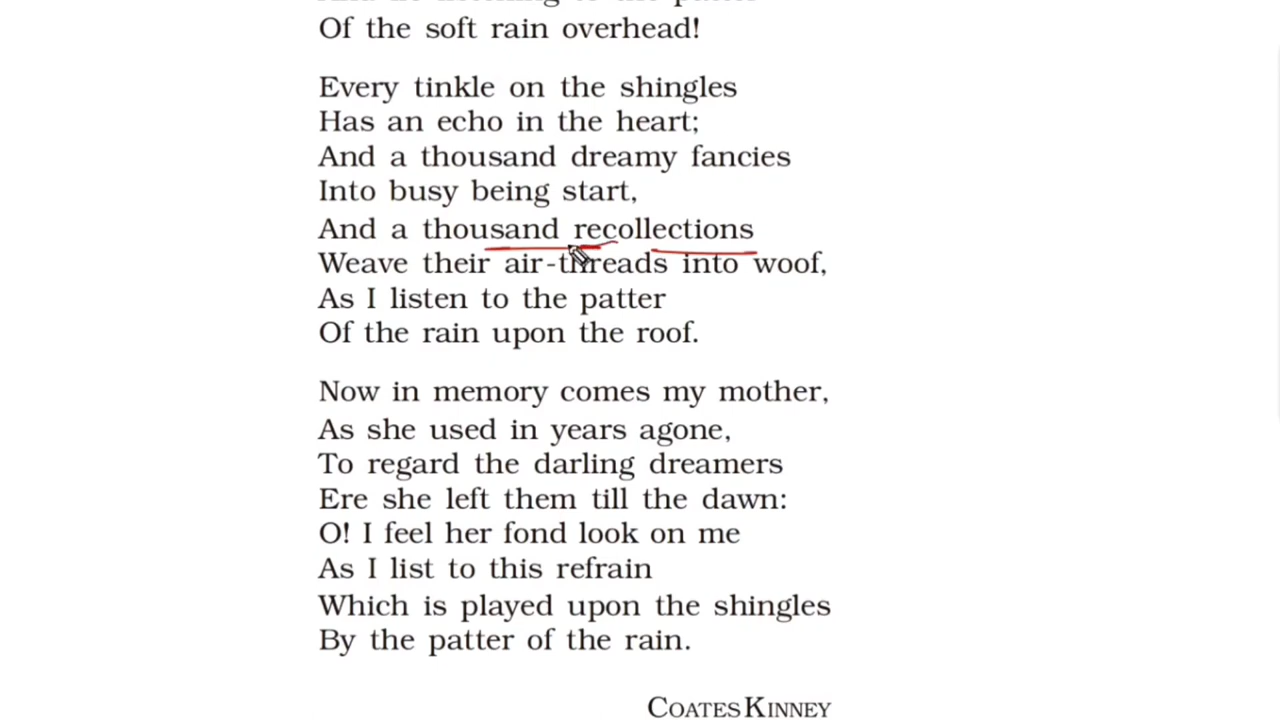 Of the soft rain overhead!
Every tinkle on the shingles
Has an echo in the heart;
And a thousand dreamy fancies
Into busy being start,
And a thousand recollections
Weave their air-threads into woof,
As I listen to the patter
Of the rain upon the roof.
Now in memory comes my mother,
As she used in years agone,
To regard the darling dreamers
Ere she left them till the dawn:
O! I feel her fond look on me
As I list to this refrain
Which is played upon the shingles
By the patter of the rain.
COATES KINNEY